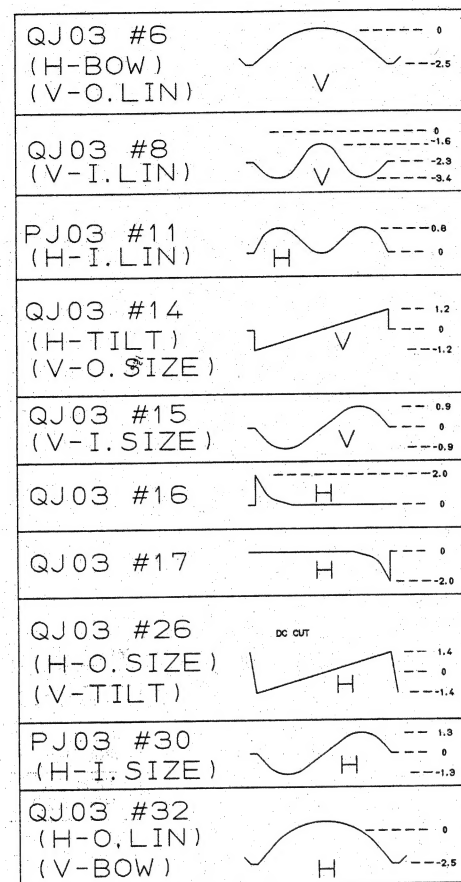 QJ03 #6
(H-BOW)
(V-O.LIN)
V
0
-2.5
QJ03 #8
(V-I.LIN)
V
0
-1.6
-2.3
-3.4
PJ03 #11
(H-I.LIN)
H
0.8
0
QJ03 #14
(H-TILT)
(V-O.SIZE)
V
1.2
0
-1.2
QJ03 #15
(V-I.SIZE)
V
0.9
0
-0.9
QJ03 #16
H
2.0
0
QJ03 #17
H
0
-2.0
QJ03 #26
(H-O.SIZE)
(V-TILT)
DC CUT
H
1.4
0
-1.4
PJ03 #30
(H-I.SIZE)
H
1.3
0
-1.3
QJ03 #32
(H-O.LIN)
(V-BOW)
H
0
-2.5